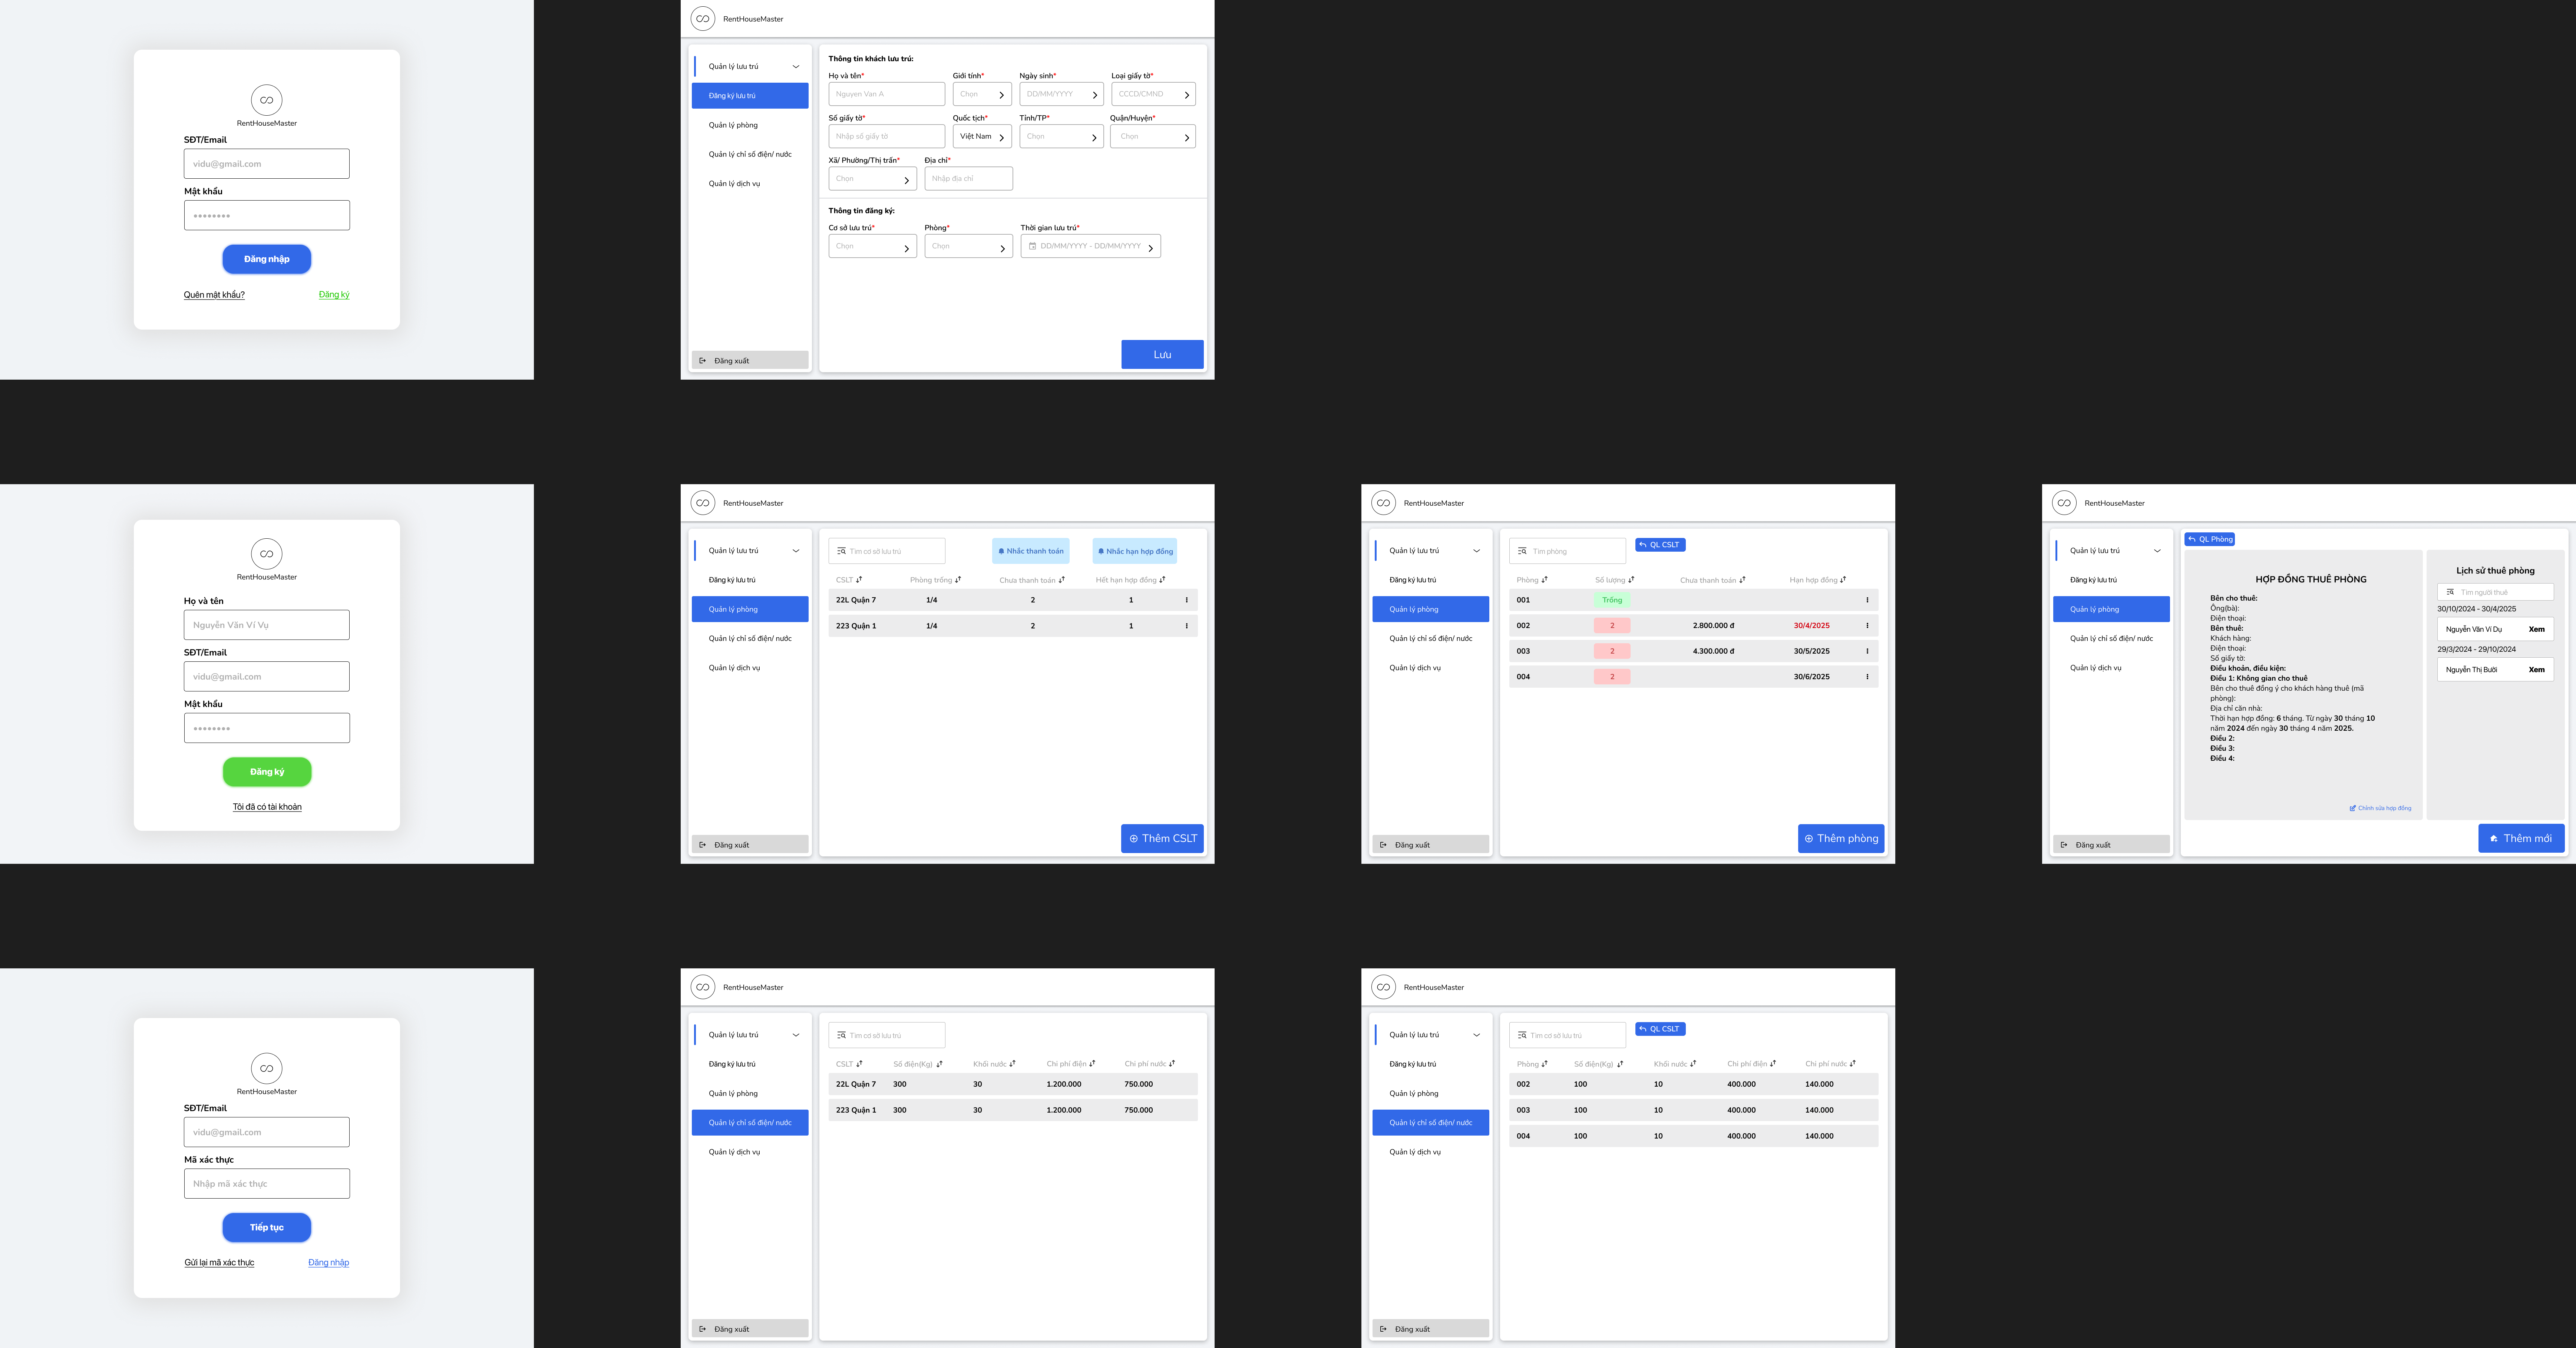 RentHouseMaster
SĐT/Email
vidu@gmail.com
Mật khẩu
••••••••
Đăng nhập
Quên mật khẩu? Đăng ký
RentHouseMaster
Quản lý lưu trú
Đăng ký lưu trú
Quản lý phòng
Quản lý chỉ số điện/ nước
Quản lý dịch vụ
Đăng xuất
Thông tin khách lưu trú:
Họ và tên* Giới tính* Ngày sinh* Loại giấy tờ*
Nguyen Van A Chọn DD/MM/YYYY CCCD/CMND
Số giấy tờ* Quốc tịch* Tỉnh/TP* Quận/Huyện*
Nhập số giấy tờ Việt Nam Chọn Chọn
Xã/ Phường/Thị trấn* Địa chỉ*
Chọn Nhập địa chỉ
Thông tin đăng ký:
Cơ sở lưu trú* Phòng* Thời gian lưu trú*
Chọn Chọn DD/MM/YYYY - DD/MM/YYYY
Lưu
RentHouseMaster
Họ và tên
Nguyễn Văn Ví Vụ
SĐT/Email
vidu@gmail.com
Mật khẩu
••••••••
Đăng ký
Tôi đã có tài khoản
RentHouseMaster
Quản lý lưu trú
Đăng ký lưu trú
Quản lý phòng
Quản lý chỉ số điện/ nước
Quản lý dịch vụ
Đăng xuất
Tìm cơ sở lưu trú Nhắc thanh toán Nhắc hạn hợp đồng
CSLT Phòng trống Chưa thanh toán Hết hạn hợp đồng
22L Quận 7 1/4 2 1
223 Quận 1 1/4 2 1
Thêm CSLT
RentHouseMaster
Quản lý lưu trú
Đăng ký lưu trú
Quản lý phòng
Quản lý chỉ số điện/ nước
Quản lý dịch vụ
Đăng xuất
Tìm phòng QL CSLT
Phòng Số lượng Chưa thanh toán Hạn hợp đồng
001 Trống
002 2 2.800.000 đ 30/4/2025
003 2 4.300.000 đ 30/5/2025
004 2 30/6/2025
Thêm phòng
RentHouseMaster
Quản lý lưu trú
Đăng ký lưu trú
Quản lý phòng
Quản lý chỉ số điện/ nước
Quản lý dịch vụ
Đăng xuất
QL Phòng
HỢP ĐỒNG THUÊ PHÒNG
Bên cho thuê:
Ông(bà):
Điện thoại:
Bên thuê:
Khách hàng:
Điện thoại:
Số giấy tờ:
Điều khoản, điều kiện:
Điều 1: Không gian cho thuê
Bên cho thuê đồng ý cho khách hàng thuê (mã
phòng):
Địa chỉ căn nhà:
Thời hạn hợp đồng: 6 tháng. Từ ngày 30 tháng 10
năm 2024 đến ngày 30 tháng 4 năm 2025.
Điều 2:
Điều 3:
Điều 4:
Chỉnh sửa hợp đồng
Lịch sử thuê phòng
Tìm người thuê
30/10/2024 - 30/4/2025
Nguyễn Văn Ví Dụ Xem
29/3/2024 - 29/10/2024
Nguyễn Thị Bưởi Xem
Thêm mới
RentHouseMaster
SĐT/Email
vidu@gmail.com
Mã xác thực
Nhập mã xác thực
Tiếp tục
Gửi lại mã xác thực Đăng nhập
RentHouseMaster
Quản lý lưu trú
Đăng ký lưu trú
Quản lý phòng
Quản lý chỉ số điện/ nước
Quản lý dịch vụ
Đăng xuất
Tìm cơ sở lưu trú
CSLT Số điện(Kg) Khối nước Chi phí điện Chi phí nước
22L Quận 7 300 30 1.200.000 750.000
223 Quận 1 300 30 1.200.000 750.000
RentHouseMaster
Quản lý lưu trú
Đăng ký lưu trú
Quản lý phòng
Quản lý chỉ số điện/ nước
Quản lý dịch vụ
Đăng xuất
Tìm cơ sở lưu trú QL CSLT
Phòng Số điện(Kg) Khối nước Chi phí điện Chi phí nước
002 100 10 400.000 140.000
003 100 10 400.000 140.000
004 100 10 400.000 140.000